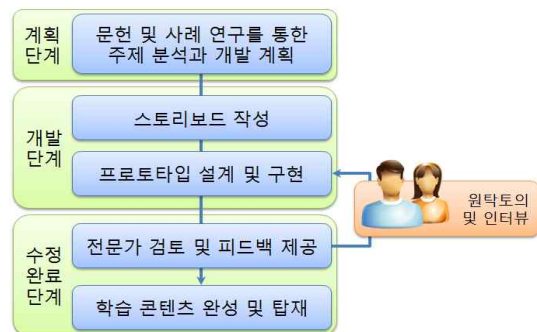 계획
단계
문헌 및 사례 연구를 통한
주제 분석과 개발 계획
개발
단계
스토리보드 작성
프로토타입 설계 및 구현
원탁토의
및 인터뷰
수정
완료
단계
전문가 검토 및 피드백 제공
학습 콘텐츠 완성 및 탑재